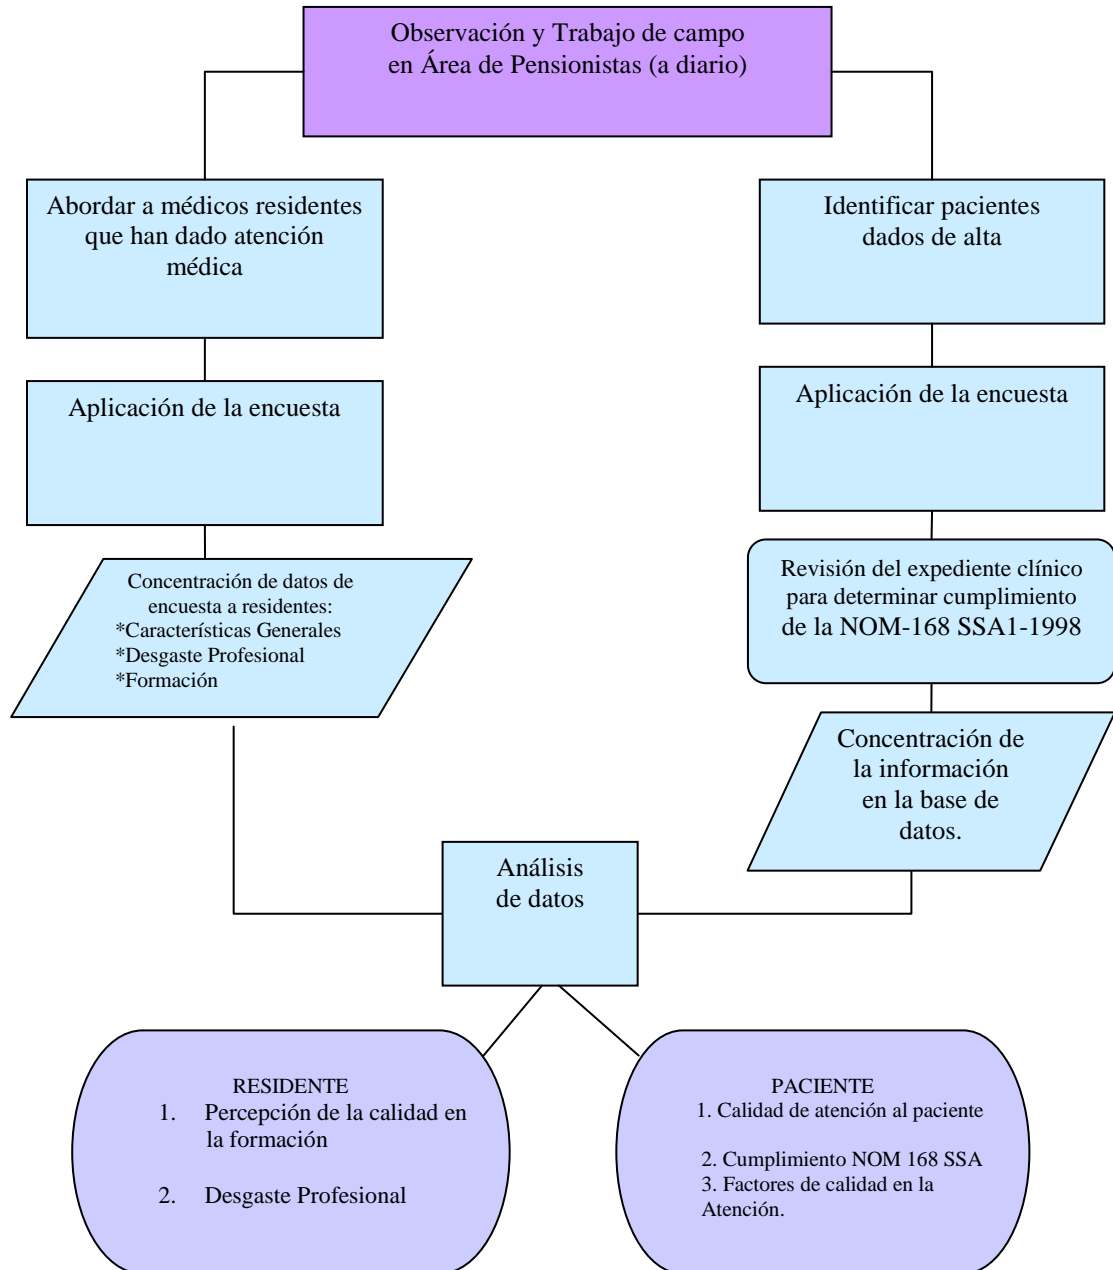 Observación y Trabajo de campo
en Área de Pensionistas (a diario)
Abordar a médicos residentes
que han dado atención
médica
Identificar pacientes
dados de alta
Aplicación de la encuesta
Aplicación de la encuesta
Concentración de datos de
encuesta a residentes:
*Características Generales
*Desgaste Profesional
*Formación
Revisión del expediente clínico
para determinar cumplimiento
de la NOM-168 SSA1-1998
Concentración de
la información
en la base de
datos.
Análisis
de datos
RESIDENTE
1. Percepción de la calidad en
la formación
2. Desgaste Profesional
PACIENTE
1. Calidad de atención al paciente
2. Cumplimiento NOM 168 SSA
3. Factores de calidad en la
Atención.